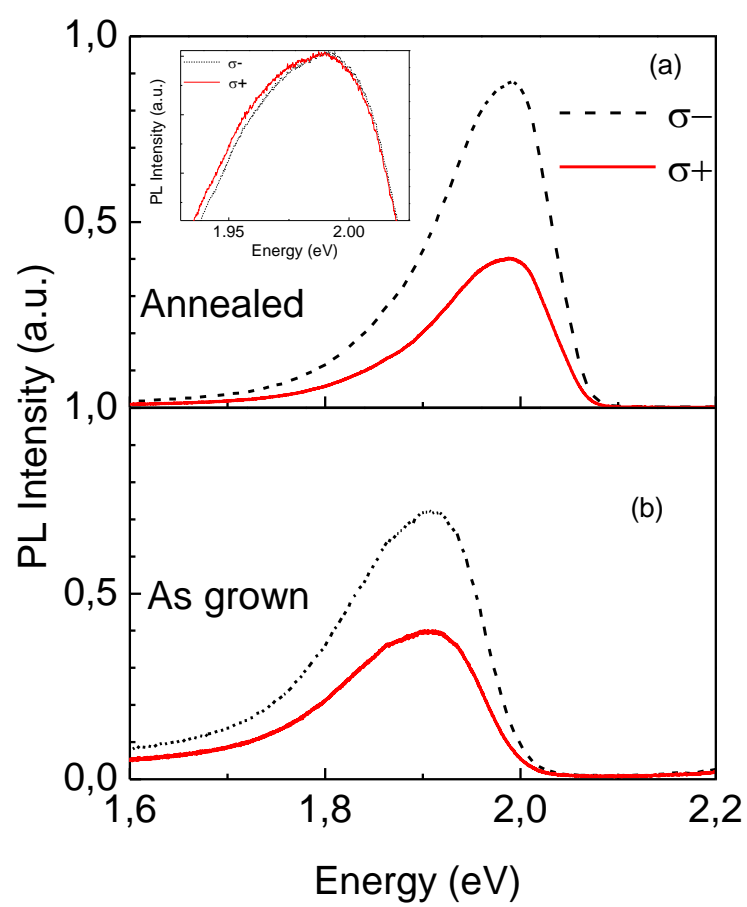 1,0
(a)
σ-
σ+
PL Intensity (a.u.)
1.95
2.00
Energy (eV)
σ−
σ+
0,5
Annealed
1,0
PL Intensity (a.u.)
(b)
0,5
As grown
0,0
1,6
1,8
2,0
2,2
Energy (eV)